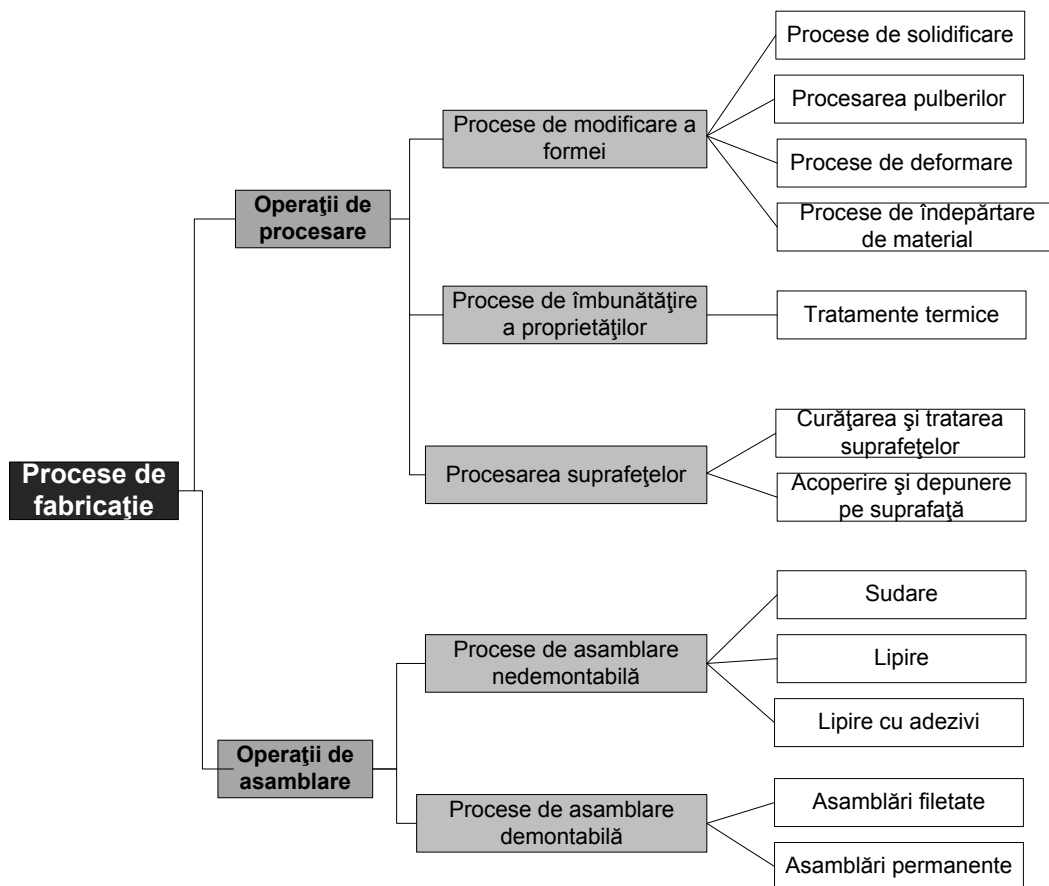 Procese de
fabricaţie
Operaţii de
procesare
Procese de modificare a
formei
Procese de solidificare
Procesarea pulberilor
Procese de deformare
Procese de îndepărtare
de material
Procese de îmbunătăţire
a proprietăţilor
Tratamente termice
Procesarea suprafeţelor
Curăţarea şi tratarea
suprafeţelor
Acoperire şi depunere
pe suprafaţă
Operaţii de
asamblare
Procese de asamblare
nedemontabilă
Sudare
Lipire
Lipire cu adezivi
Procese de asamblare
demontabilă
Asamblări filetate
Asamblări permanente